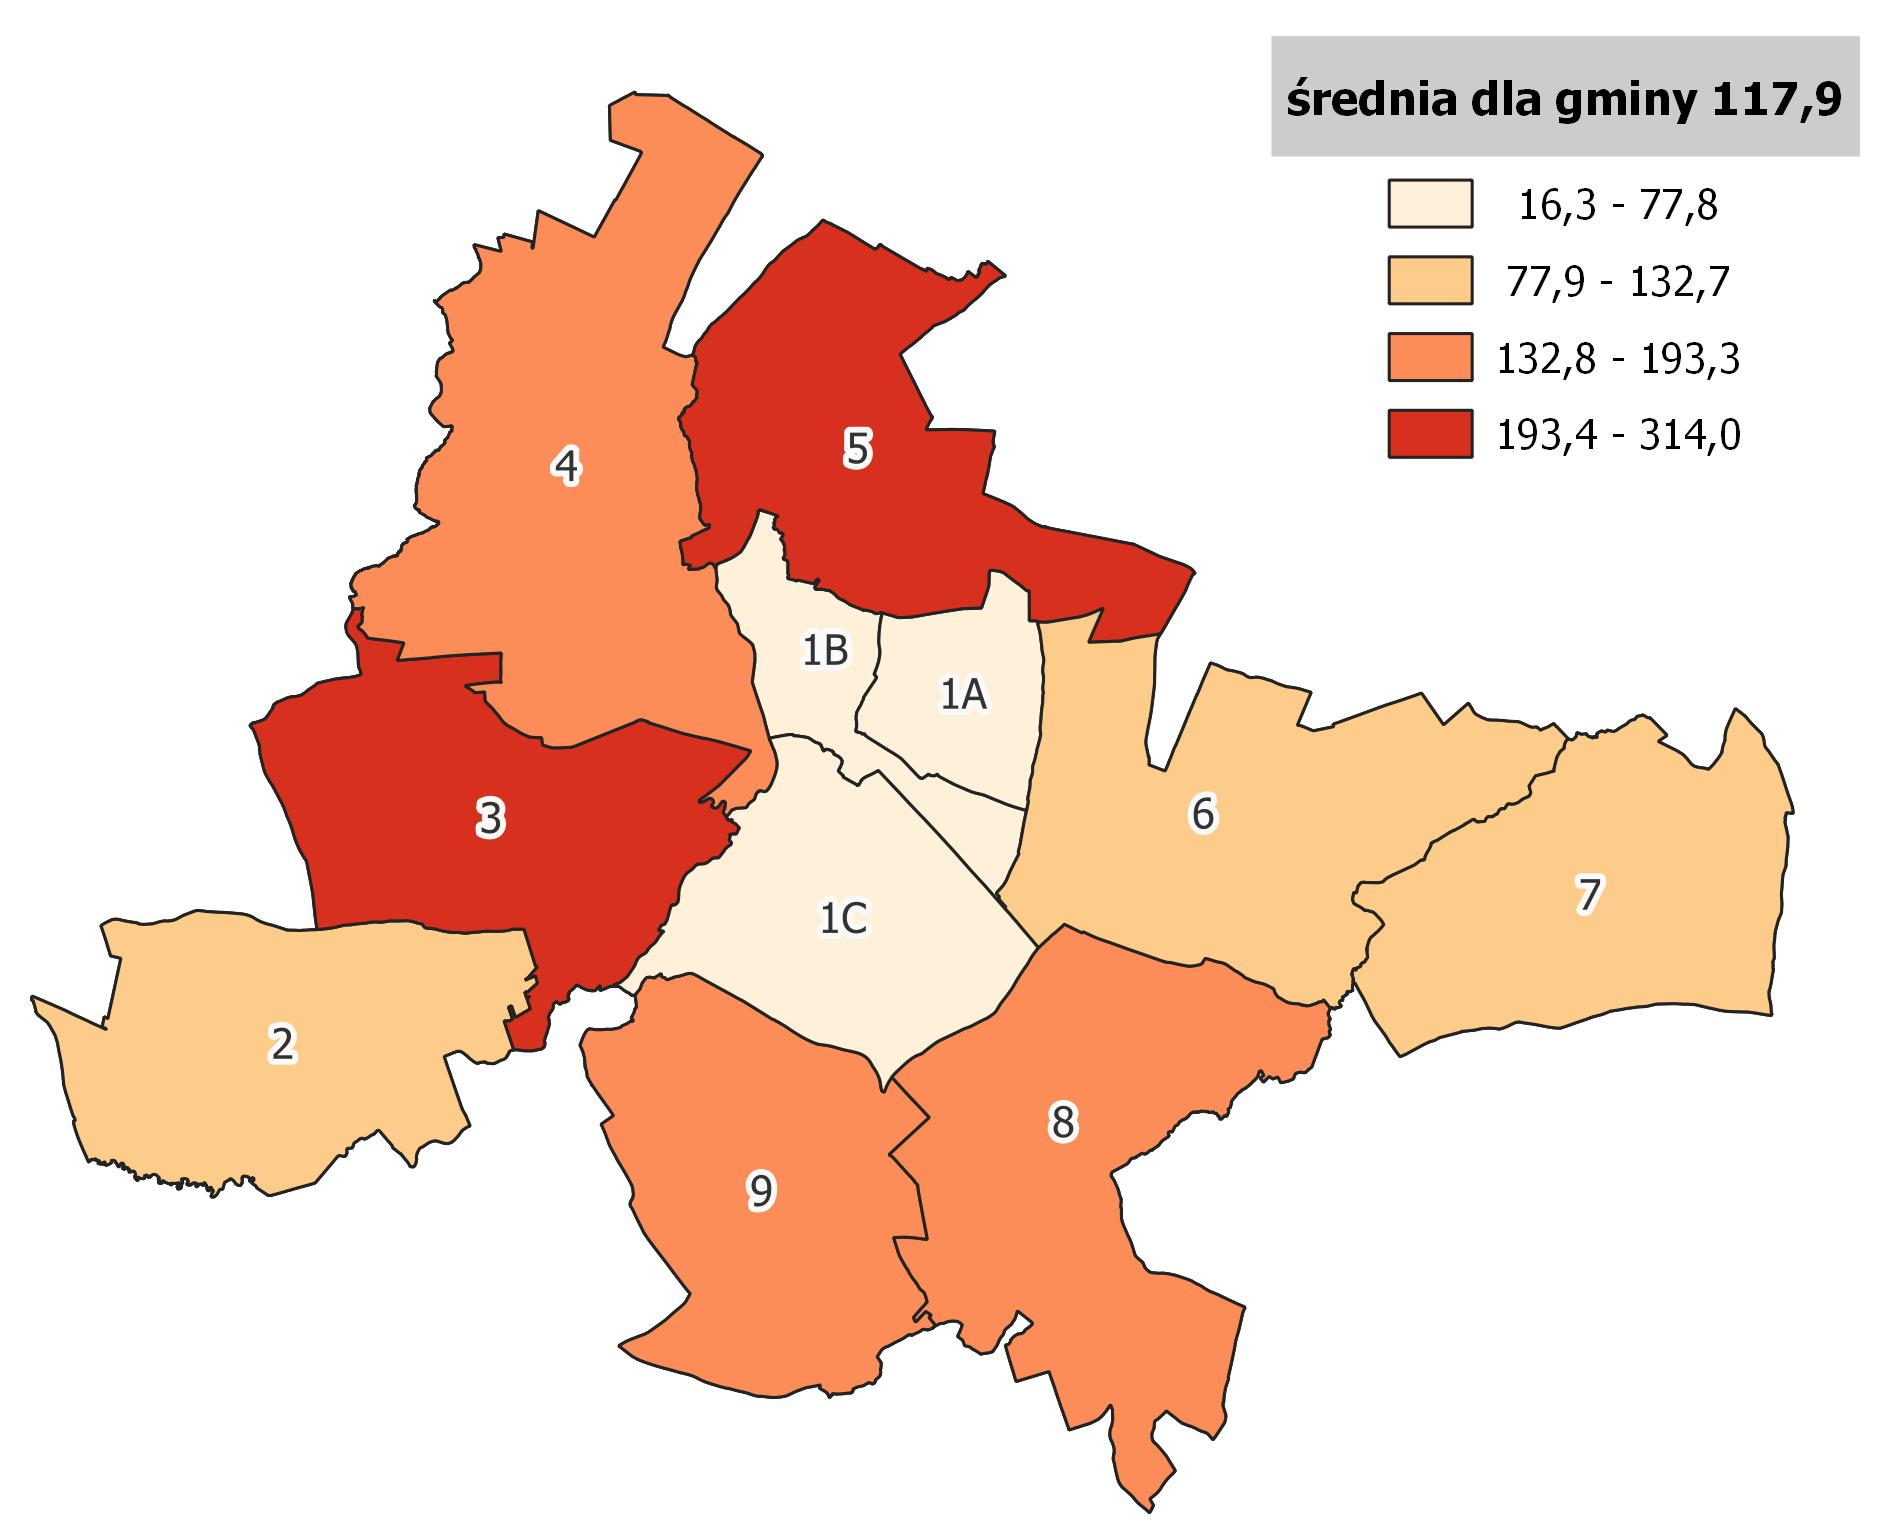 średnia dla gminy 117,9
16,3 - 77,8
77,9 - 132,7
132,8 - 193,3
193,4 - 314,0
5
4
1B
1A
6
3
7
1C
2
8
9